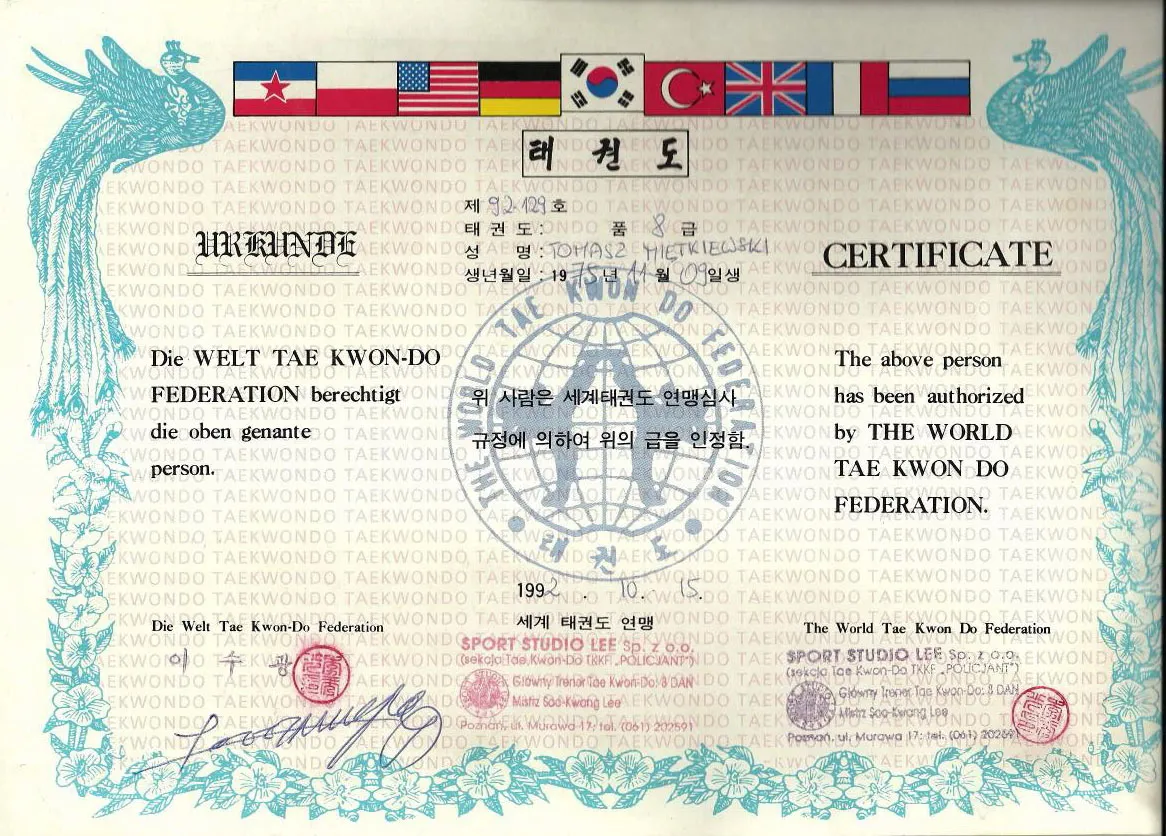 태 권 도
제 92-129 호
태 권 도 : 품 8 급
성 명 : TOMASZ MIĘTKIEWSKI
생년월일 : 1975년 11월 09일생
URKUNDE
CERTIFICATE
THE WORLD TAE KWON DO FEDERATION
태 권 도
Die WELT TAE KWON-DO
FEDERATION berechtigt
die oben genante
person.
위 사람은 세계태권도 연맹심사
규정에 의하여 위의 급을 인정함.
The above person
has been authorized
by THE WORLD
TAE KWON DO
FEDERATION.
1992 . 10. 15.
세계 태권도 연맹
Die Welt Tae Kwon-Do Federation
이 수 광
SPORT STUDIO LEE Sp. z o.o.
(sekcja Tae Kwon-Do TKKF „POLICJANT")
Główny Trener Tae Kwon-Do: 3 DAN
Mistrz Soo-Kwang Lee
Poznań, ul. Murawa 17; tel. (061) 202591
The World Tae Kwon Do Federation
SPORT STUDIO LEE Sp. z o.o.
(sekcja Tae Kwon-Do TKKF „POLICJANT")
Główny Trener Tae Kwon-Do: 3 DAN
Mistrz Soo-Kwang Lee
Poznań, ul. Murawa 17; tel. (061) 202591
TAEKWONDO TAEKWONDO TAEKWONDO TAEKWONDO TAEKWONDO TAEKWONDO